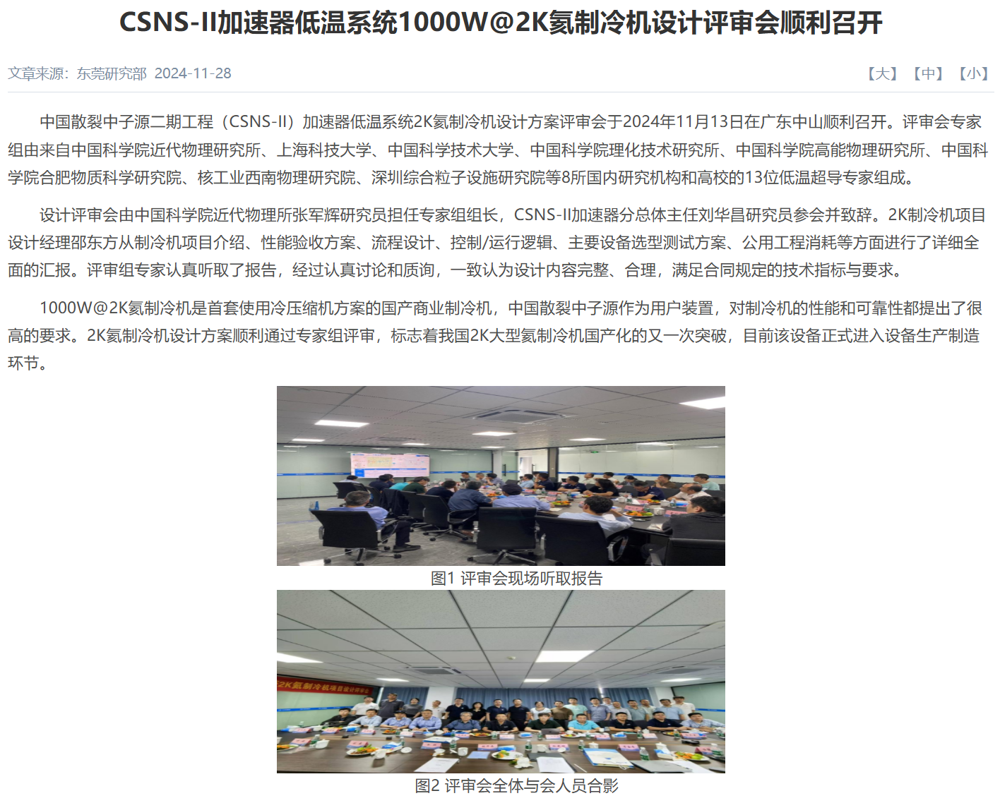 CSNS-II加速器低温系统1000W@2K氦制冷机设计评审会顺利召开
文章来源：东莞研究部 2024-11-28
【大】 【中】 【小】
中国散裂中子源二期工程（CSNS-II）加速器低温系统2K氦制冷机设计方案评审会于2024年11月13日在广东中山顺利召开。评审会专家
组由来自中国科学院近代物理研究所、上海科技大学、中国科学技术大学、中国科学院理化技术研究所、中国科学院高能物理研究所、中国科
学院合肥物质科学研究院、核工业西南物理研究院、深圳综合粒子设施研究院等8所国内研究机构和高校的13位低温超导专家组成。
设计评审会由中国科学院近代物理所张军辉研究员担任专家组组长，CSNS-II加速器分总体主任刘华昌研究员参会并致辞。2K制冷机项目
设计经理邵东方从制冷机项目介绍、性能验收方案、流程设计、控制/运行逻辑、主要设备选型测试方案、公用工程消耗等方面进行了详细全
面的汇报。评审组专家认真听取了报告，经过认真讨论和质询，一致认为设计内容完整、合理，满足合同规定的技术指标与要求。
1000W@2K氦制冷机是首套使用冷压缩机方案的国产商业制冷机，中国散裂中子源作为用户装置，对制冷机的性能和可靠性都提出了很
高的要求。2K氦制冷机设计方案顺利通过专家组评审，标志着我国2K大型氦制冷机国产化的又一次突破，目前该设备正式进入设备生产制造
环节。
图1 评审会现场听取报告
2K氦制冷机项目设计评审会
图2 评审会全体与会人员合影